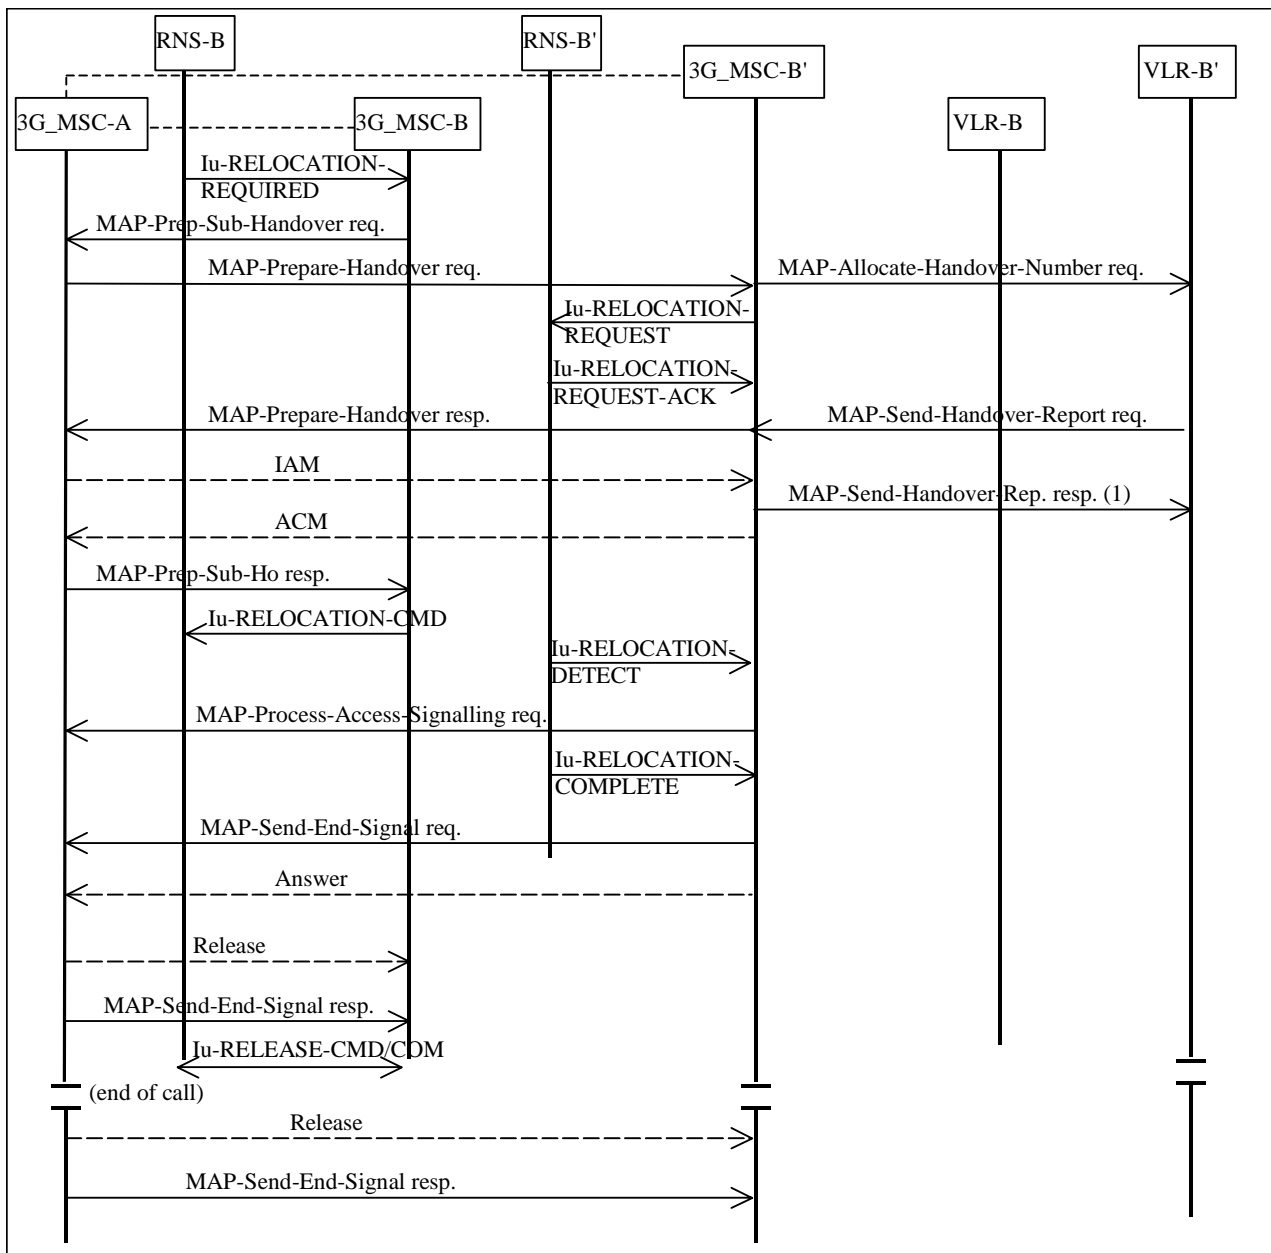 RNS-B
RNS-B'
3G_MSC-B'
VLR-B'
3G_MSC-A
3G_MSC-B
VLR-B
Iu-RELOCATION-
REQUIRED
MAP-Prep-Sub-Handover req.
MAP-Prepare-Handover req.
MAP-Allocate-Handover-Number req.
Iu-RELOCATION-
REQUEST
Iu-RELOCATION-
REQUEST-ACK
MAP-Prepare-Handover resp.
MAP-Send-Handover-Report req.
IAM
MAP-Send-Handover-Rep. resp. (1)
ACM
MAP-Prep-Sub-Ho resp.
Iu-RELOCATION-CMD
Iu-RELOCATION-
DETECT
MAP-Process-Access-Signalling req.
Iu-RELOCATION-
COMPLETE
MAP-Send-End-Signal req.
Answer
Release
MAP-Send-End-Signal resp.
Iu-RELEASE-CMD/COM
(end of call)
Release
MAP-Send-End-Signal resp.